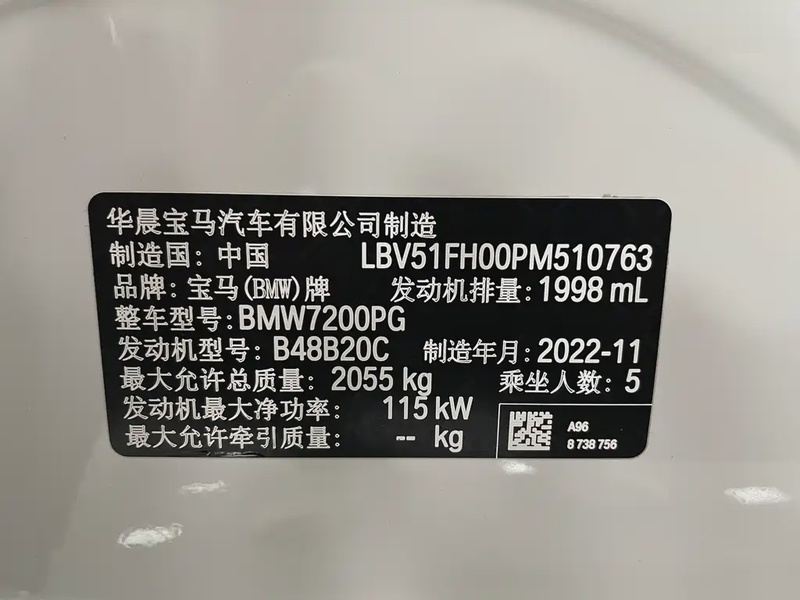 华晨宝马汽车有限公司制造
制造国: 中国 LBV51FH00PM510763
品牌: 宝马(BMW)牌 发动机排量: 1998 mL
整车型号: BMW7200PG
发动机型号: B48B20C 制造年月: 2022-11
最大允许总质量: 2055 kg 乘坐人数: 5
发动机最大净功率: 115 kW
最大允许牵引质量: -- kg
A96
8 738 756